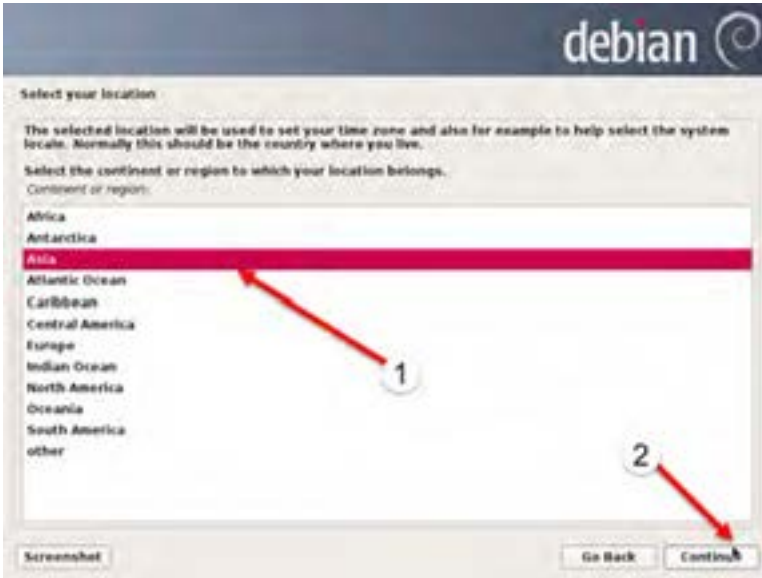 debian
Select your location
The selected location will be used to set your time zone and also for example to help select the system
locale. Normally this should be the country where you live.
Select the continent or region to which your location belongs.
Continent or region:
Africa
Antarctica
Asia
Atlantic Ocean
Caribbean
Central America
Europe
Indian Ocean
North America
Oceania
South America
other
1
2
Screenshot
Go Back
Continue